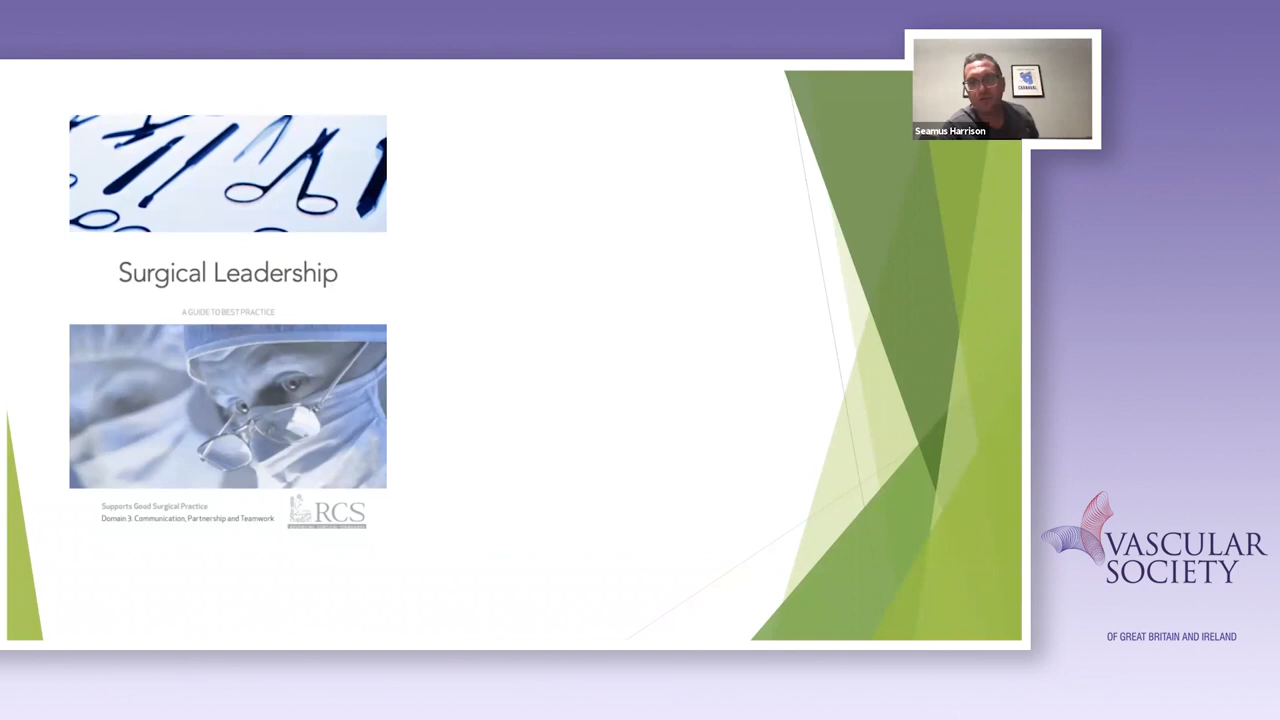 CARNAVAL
Seamus Harrison
Surgical Leadership
A GUIDE TO BEST PRACTICE
Supports Good Surgical Practice
Domain 3: Communication, Partnership and Teamwork
RCS
VASCULAR
SOCIETY
OF GREAT BRITAIN AND IRELAND